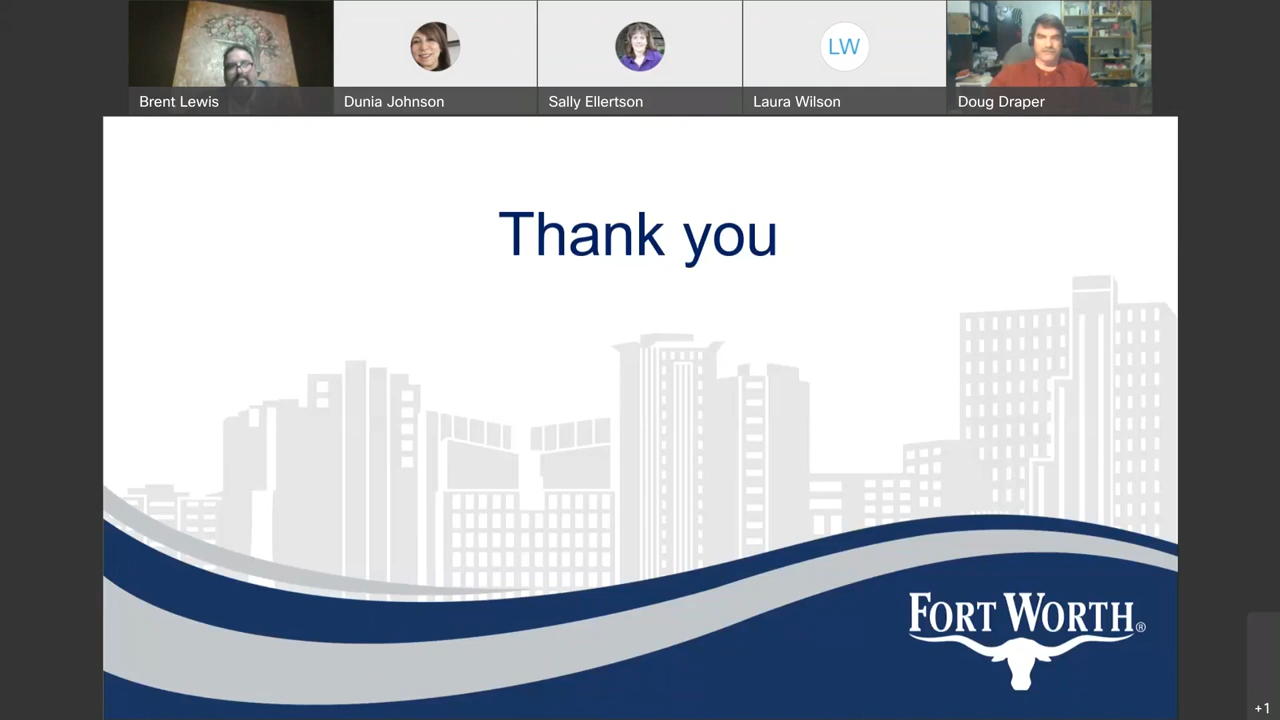 Brent Lewis
Dunia Johnson
Sally Ellertson
LW
Laura Wilson
Doug Draper
Thank you
FORT WORTH®
+1